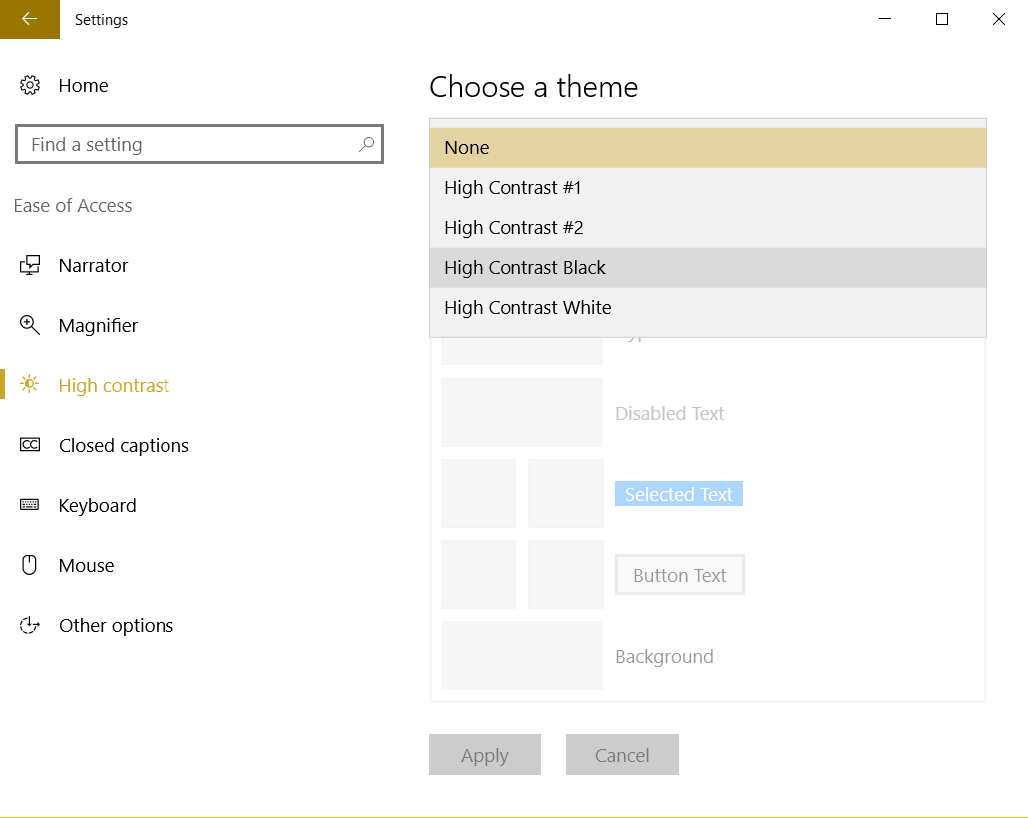 Settings
Home
Find a setting
Ease of Access
Narrator
Magnifier
High contrast
CC Closed captions
Keyboard
Mouse
Other options
Choose a theme
None
High Contrast #1
High Contrast #2
High Contrast Black
High Contrast White
Disabled Text
Selected Text
Button Text
Background
Apply
Cancel